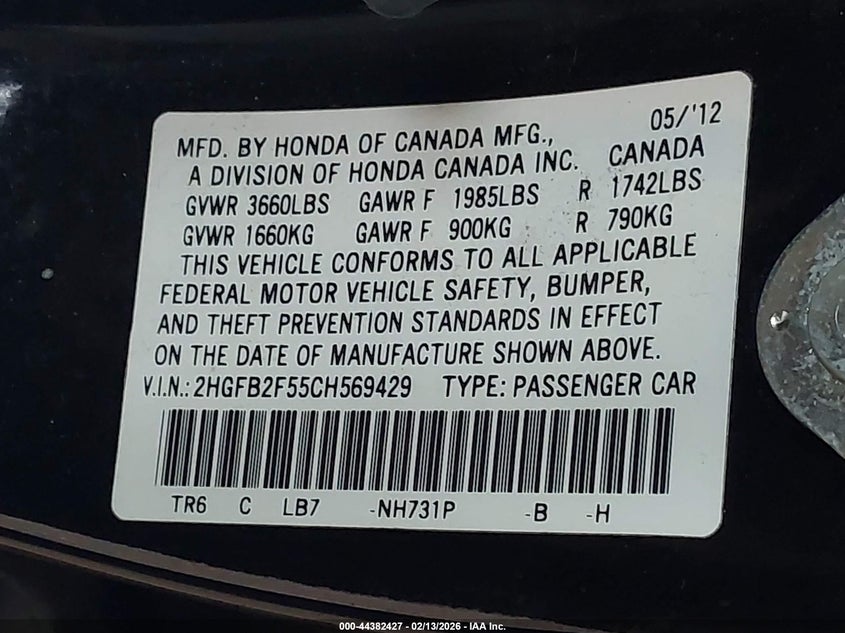 05/'12
MFD. BY HONDA OF CANADA MFG.,
A DIVISION OF HONDA CANADA INC. CANADA
GVWR 3660LBS GAWR F 1985LBS R 1742LBS
GVWR 1660KG GAWR F 900KG R 790KG
THIS VEHICLE CONFORMS TO ALL APPLICABLE
FEDERAL MOTOR VEHICLE SAFETY, BUMPER,
AND THEFT PREVENTION STANDARDS IN EFFECT
ON THE DATE OF MANUFACTURE SHOWN ABOVE.
V.I.N.: 2HGFB2F55CH569429 TYPE: PASSENGER CAR
TR6 C LB7 -NH731P -B -H
000-44382427 - 02/13/2026 - IAA Inc.